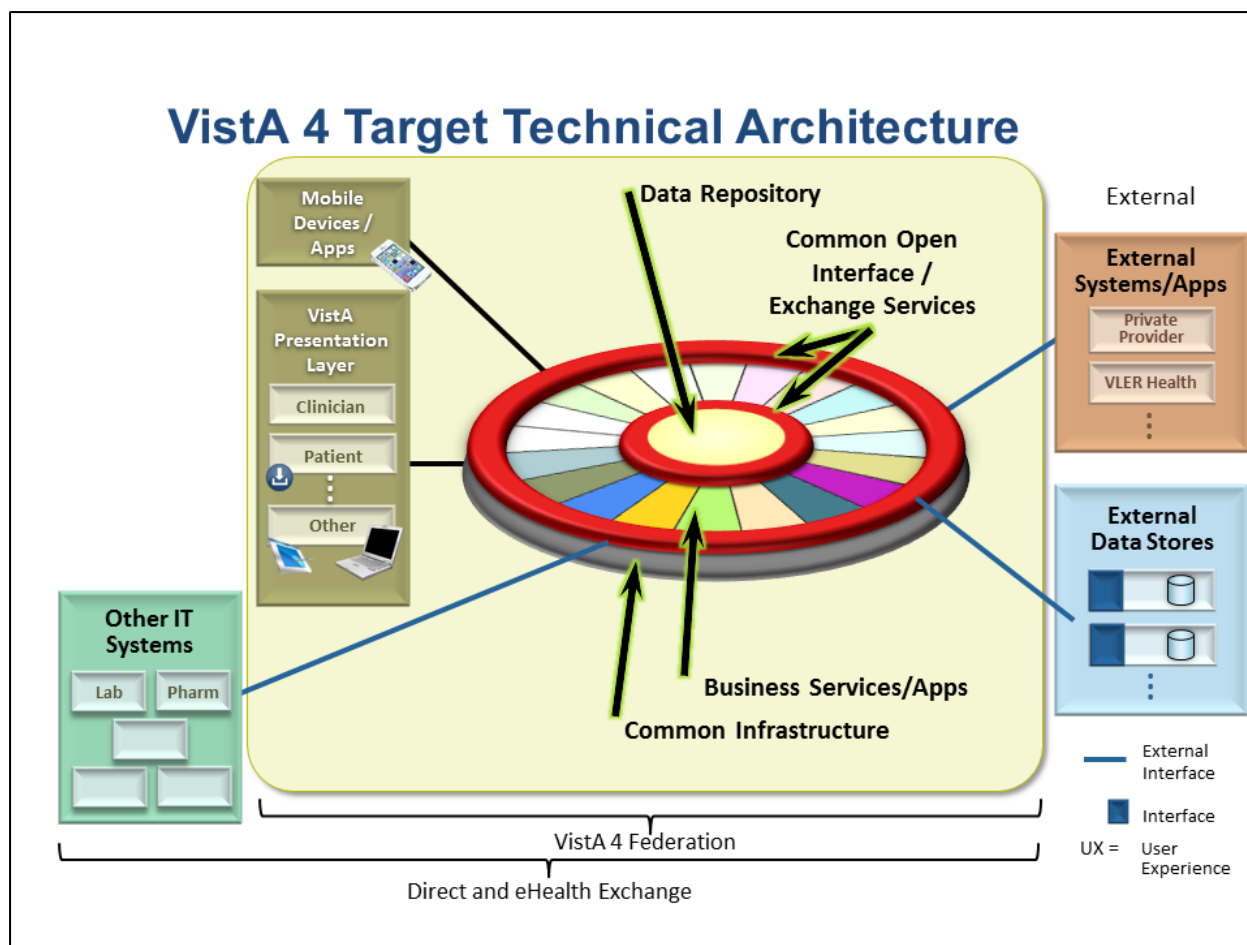 VistA 4 Target Technical Architecture
Mobile
Devices /
Apps
VistA
Presentation
Layer
Clinician
Patient
Other
Data Repository
Common Open
Interface /
Exchange Services
Business Services/Apps
Common Infrastructure
External
External
Systems/Apps
Private
Provider
VLER Health
External
Data Stores
Other IT
Systems
Lab
Pharm
External
Interface
Interface
UX = User
Experience
VistA 4 Federation
Direct and eHealth Exchange